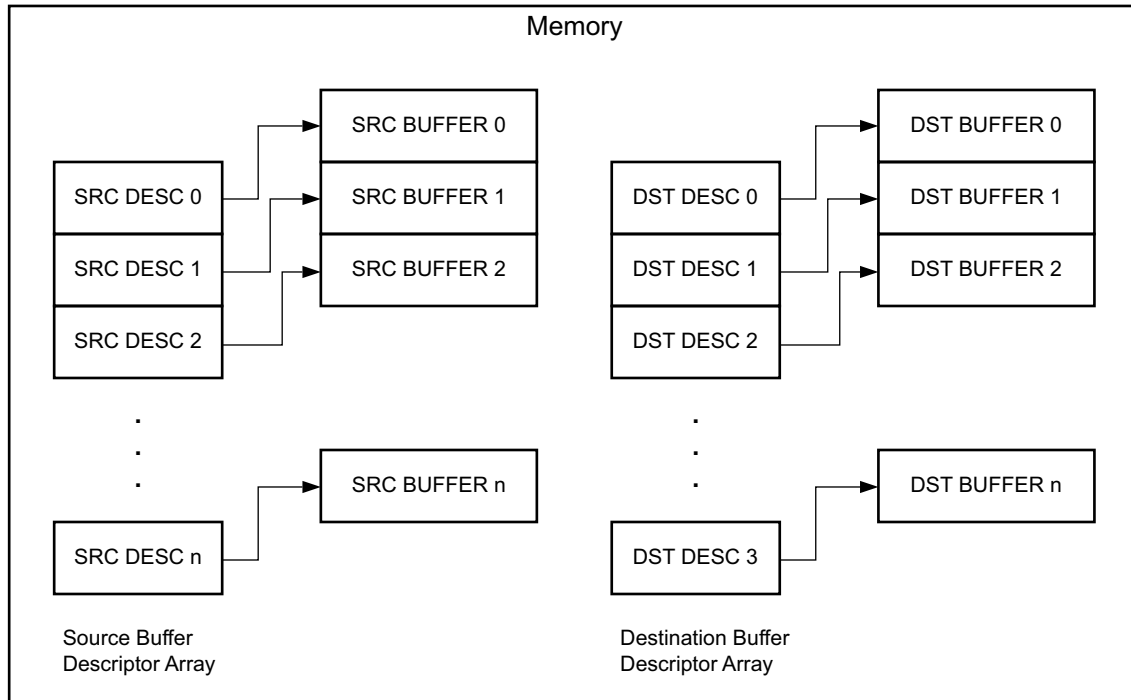 Memory
SRC BUFFER 0
DST BUFFER 0
SRC DESC 0
SRC BUFFER 1
DST DESC 0
DST BUFFER 1
SRC DESC 1
SRC BUFFER 2
DST DESC 1
DST BUFFER 2
SRC DESC 2
DST DESC 2
.
.
.
.
.
.
SRC BUFFER n
DST BUFFER n
SRC DESC n
DST DESC 3
Source Buffer
Descriptor Array
Destination Buffer
Descriptor Array